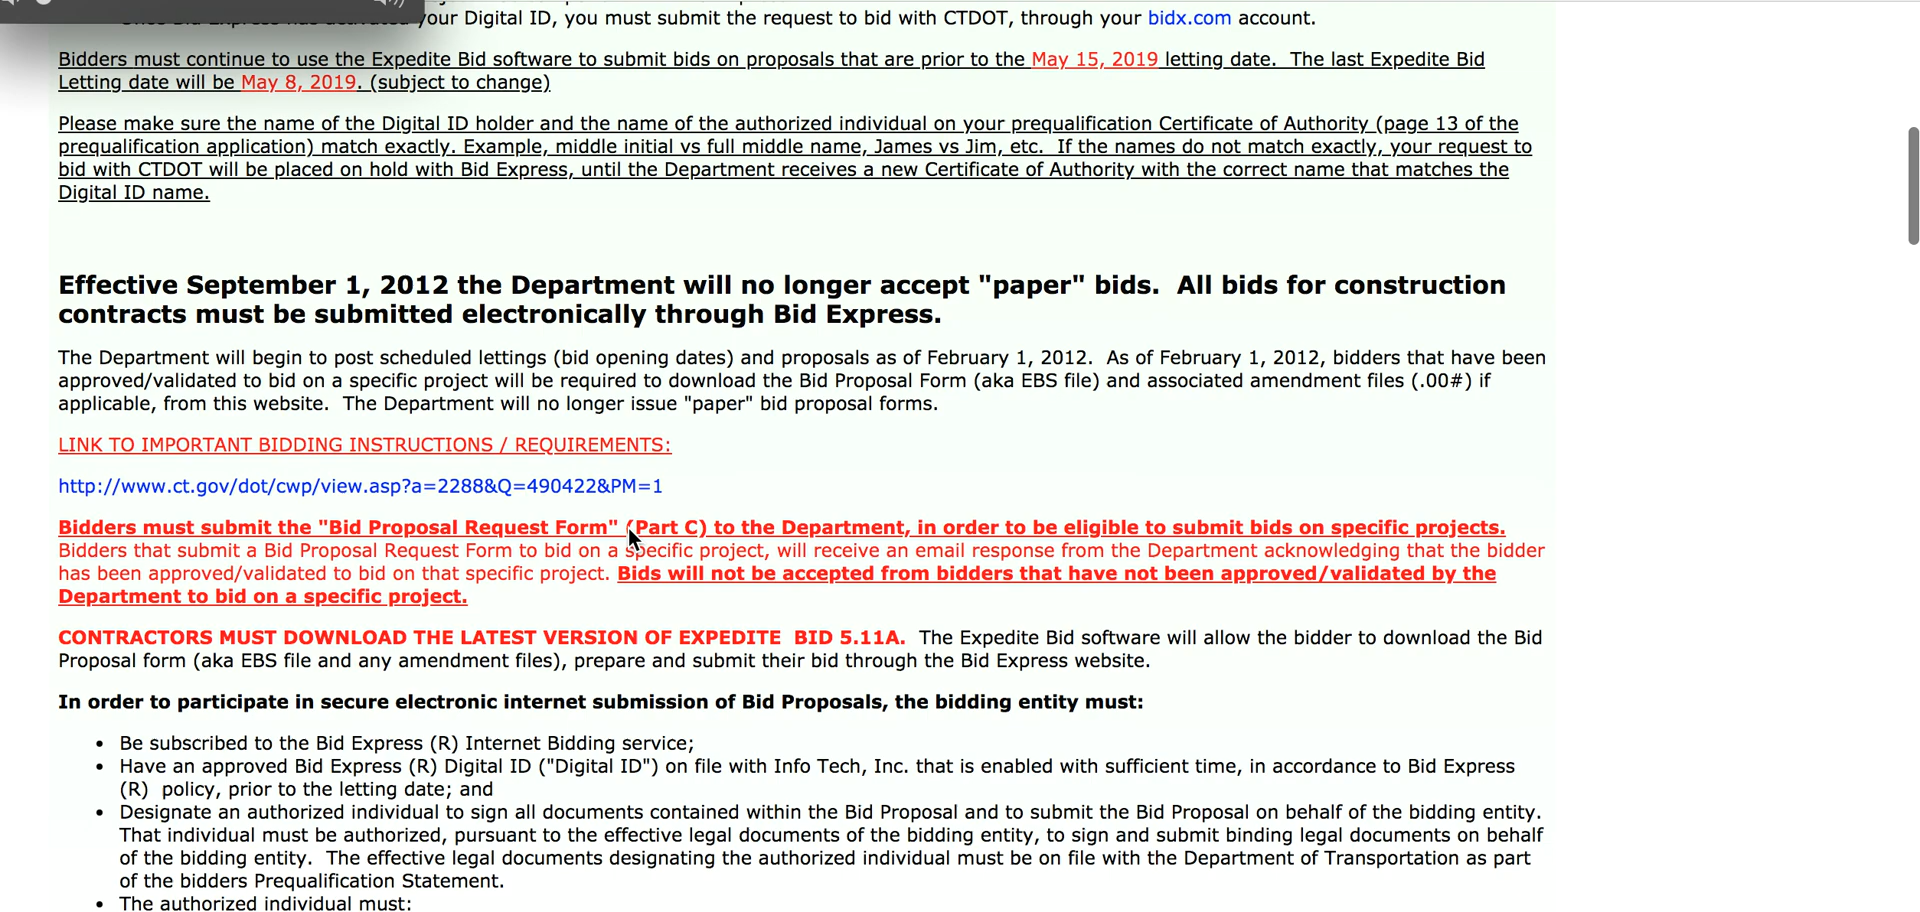 your Digital ID, you must submit the request to bid with CTDOT, through your bidx.com account.
Bidders must continue to use the Expedite Bid software to submit bids on proposals that are prior to the May 15, 2019 letting date.  The last Expedite Bid
Letting date will be May 8, 2019. (subject to change)
Please make sure the name of the Digital ID holder and the name of the authorized individual on your prequalification Certificate of Authority (page 13 of the
prequalification application) match exactly. Example, middle initial vs full middle name, James vs Jim, etc.  If the names do not match exactly, your request to
bid with CTDOT will be placed on hold with Bid Express, until the Department receives a new Certificate of Authority with the correct name that matches the
Digital ID name.
Effective September 1, 2012 the Department will no longer accept "paper" bids.  All bids for construction
contracts must be submitted electronically through Bid Express.
The Department will begin to post scheduled lettings (bid opening dates) and proposals as of February 1, 2012.  As of February 1, 2012, bidders that have been
approved/validated to bid on a specific project will be required to download the Bid Proposal Form (aka EBS file) and associated amendment files (.00#) if
applicable, from this website.  The Department will no longer issue "paper" bid proposal forms.
LINK TO IMPORTANT BIDDING INSTRUCTIONS / REQUIREMENTS:
http://www.ct.gov/dot/cwp/view.asp?a=2288&Q=490422&PM=1
Bidders must submit the "Bid Proposal Request Form" (Part C) to the Department, in order to be eligible to submit bids on specific projects.
Bidders that submit a Bid Proposal Request Form to bid on a specific project, will receive an email response from the Department acknowledging that the bidder
has been approved/validated to bid on that specific project. Bids will not be accepted from bidders that have not been approved/validated by the
Department to bid on a specific project.
CONTRACTORS MUST DOWNLOAD THE LATEST VERSION OF EXPEDITE  BID 5.11A.  The Expedite Bid software will allow the bidder to download the Bid
Proposal form (aka EBS file and any amendment files), prepare and submit their bid through the Bid Express website.
In order to participate in secure electronic internet submission of Bid Proposals, the bidding entity must:
• Be subscribed to the Bid Express (R) Internet Bidding service;
• Have an approved Bid Express (R) Digital ID ("Digital ID") on file with Info Tech, Inc. that is enabled with sufficient time, in accordance to Bid Express
(R)  policy, prior to the letting date; and
• Designate an authorized individual to sign all documents contained within the Bid Proposal and to submit the Bid Proposal on behalf of the bidding entity.
That individual must be authorized, pursuant to the effective legal documents of the bidding entity, to sign and submit binding legal documents on behalf
of the bidding entity.  The effective legal documents designating the authorized individual must be on file with the Department of Transportation as part
of the bidders Prequalification Statement.
• The authorized individual must: